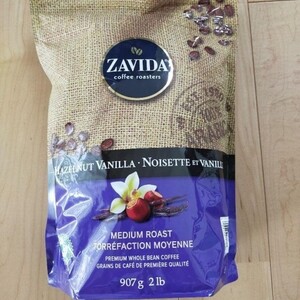 ZAVIDA
coffee roasters
100%
HAZELNUT VANILLA · NOISETTE ET VANILLE
MEDIUM ROAST
TORRÉFACTION MOYENNE
PREMIUM WHOLE BEAN COFFEE
GRAINS DE CAFÉ DE PREMIÈRE QUALITÉ
907 g 2 lb